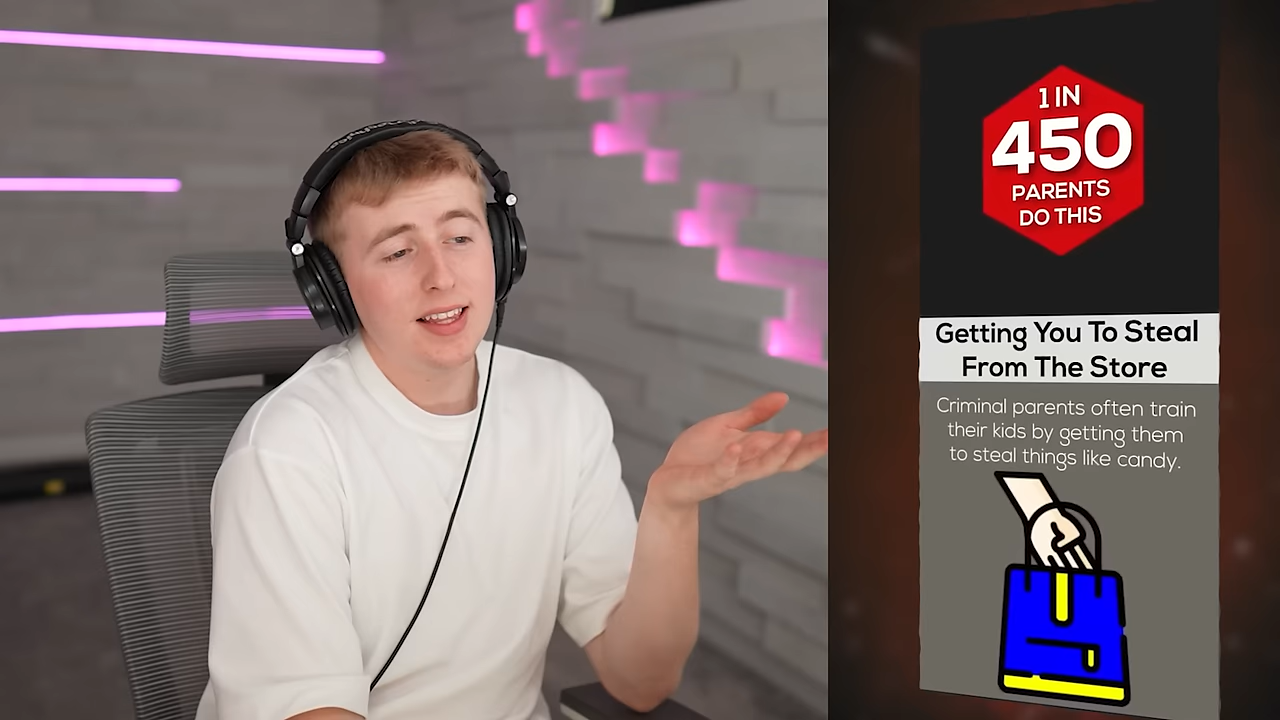 1 IN
450
PARENTS
DO THIS
Getting You To Steal
From The Store
Criminal parents often train
their kids by getting them
to steal things like candy.